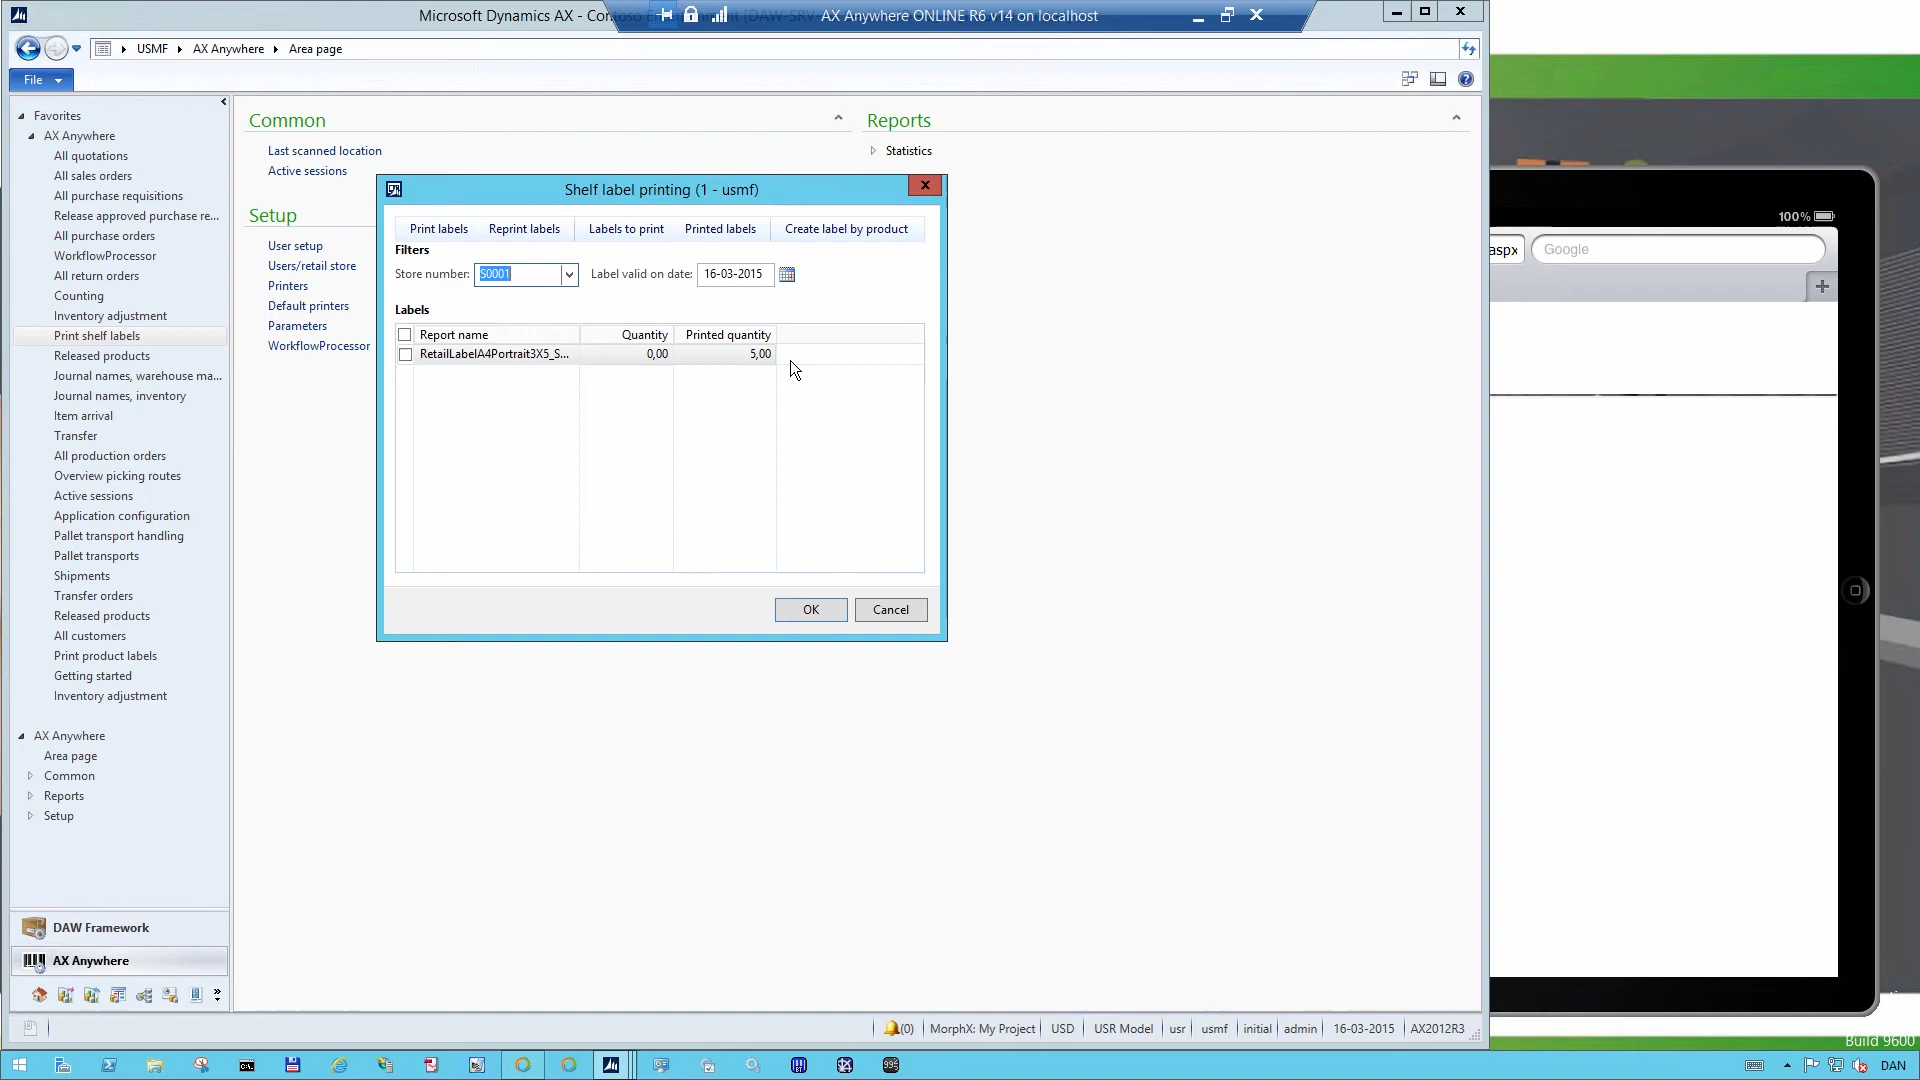 Microsoft Dynamics AX - Con
AX Anywhere ONLINE R6 v14 on localhost
USMF
AX Anywhere
Area page
File
Favorites
AX Anywhere
All quotations
All sales orders
All purchase requisitions
Release approved purchase re...
All purchase orders
WorkflowProcessor
All return orders
Counting
Inventory adjustment
Print shelf labels
Released products
Journal names, warehouse ma...
Journal names, inventory
Item arrival
Transfer
All production orders
Overview picking routes
Active sessions
Application configuration
Pallet transport handling
Pallet transports
Shipments
Transfer orders
Released products
All customers
Print product labels
Getting started
Inventory adjustment
AX Anywhere
Area page
Common
Reports
Setup
DAW Framework
AX Anywhere
Common
Last scanned location
Active sessions
Setup
User setup
Users/retail store
Printers
Default printers
Parameters
WorkflowProcessor
Reports
Statistics
Shelf label printing (1 - usmf)
Print labels Reprint labels Labels to print Printed labels Create label by product
Filters
Store number: S0001 Label valid on date: 16-03-2015
Labels
Report name Quantity Printed quantity
RetailLabelA4Portrait3X5_S... 0,00 5,00
OK Cancel
100%
aspx Google
(0) MorphX: My Project USD USR Model usr usmf initial admin 16-03-2015 AX2012R3
Build 9600
DAN